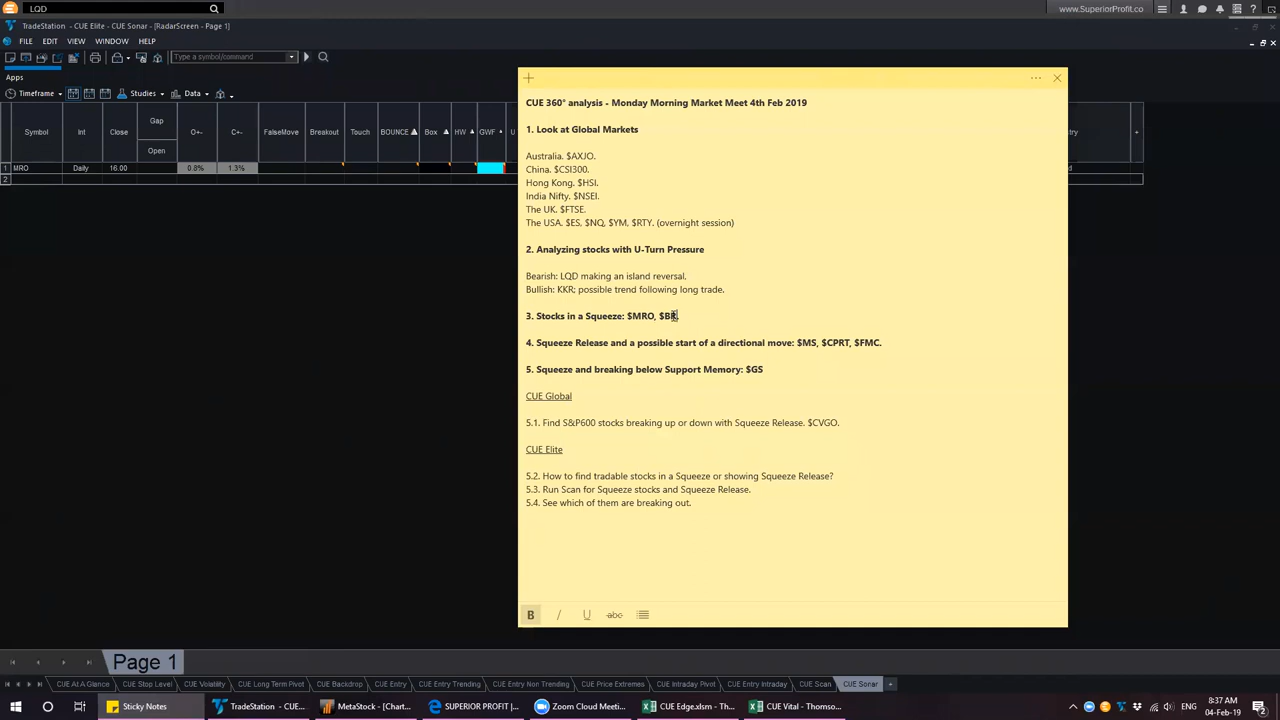 LQD
www.SuperiorProfit.co
TradeStation - CUE Elite - CUE Sonar - [RadarScreen - Page 1]
FILE EDIT VIEW WINDOW HELP
Type a symbol/command
Apps
Timeframe Studies Data
Symbol Int Close Gap Open O+- C+- FalseMove Breakout Touch BOUNCE Box HW GWF U
stry +
1 MRO Daily 16.00 0.8% 1.3%
2
CUE 360° analysis - Monday Morning Market Meet 4th Feb 2019
1. Look at Global Markets
Australia. $AXJO.
China. $CSI300.
Hong Kong. $HSI.
India Nifty. $NSEI.
The UK. $FTSE.
The USA. $ES, $NQ, $YM, $RTY. (overnight session)
2. Analyzing stocks with U-Turn Pressure
Bearish: LQD making an island reversal.
Bullish: KKR; possible trend following long trade.
3. Stocks in a Squeeze: $MRO, $BR.
4. Squeeze Release and a possible start of a directional move: $MS, $CPRT, $FMC.
5. Squeeze and breaking below Support Memory: $GS
CUE Global
5.1. Find S&P600 stocks breaking up or down with Squeeze Release. $CVGO.
CUE Elite
5.2. How to find tradable stocks in a Squeeze or showing Squeeze Release?
5.3. Run Scan for Squeeze stocks and Squeeze Release.
5.4. See which of them are breaking out.
B / U abc
Page 1
CUE At A Glance CUE Stop Level CUE Volatility CUE Long Term Pivot CUE Backdrop CUE Entry CUE Entry Trending CUE Entry Non Trending CUE Price Extremes CUE Intraday Pivot CUE Entry Intraday CUE Scan CUE Sonar +
Sticky Notes TradeStation - CUE... MetaStock - [Chart... SUPERIOR PROFIT ... Zoom Cloud Meeti... CUE Edge.xlsm - Th... CUE Vital - Thomso...
8:37 AM
04-Feb-19